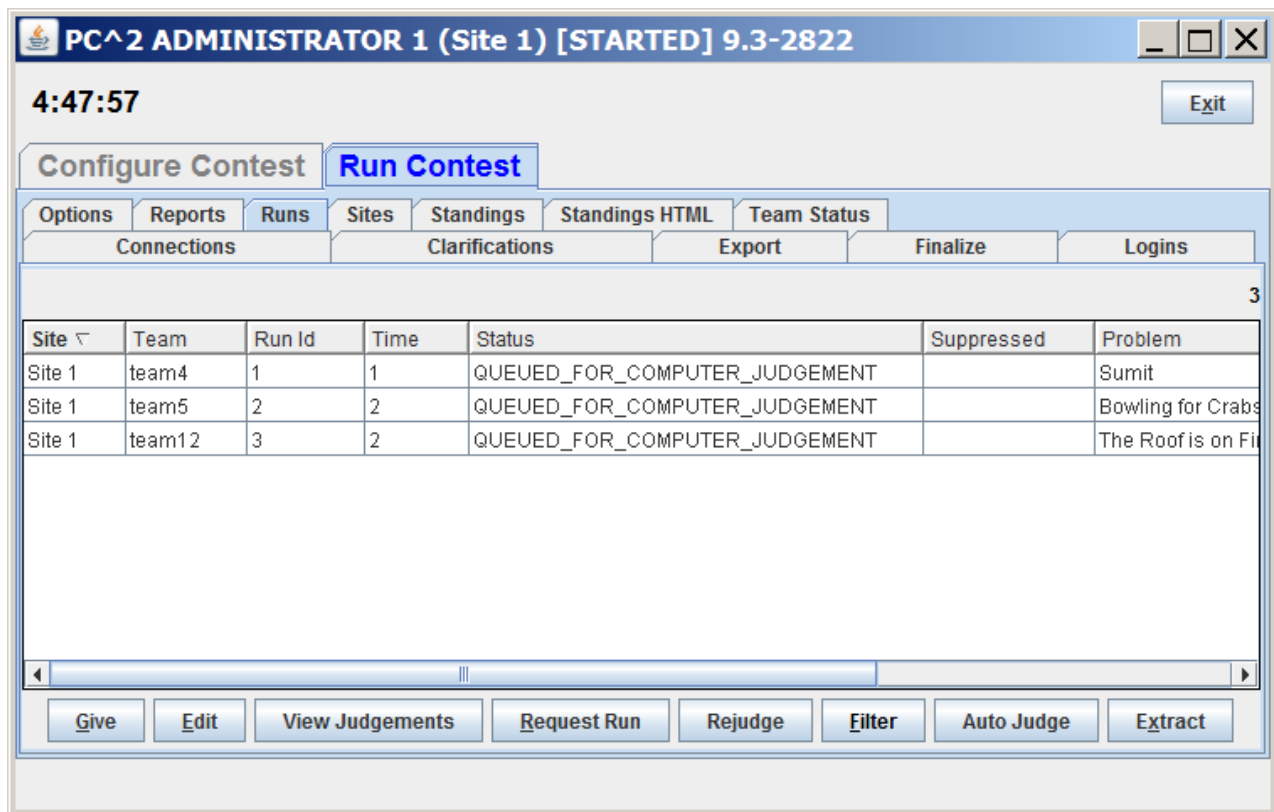 PC^2 ADMINISTRATOR 1 (Site 1) [STARTED] 9.3-2822
4:47:57 Exit
Configure Contest Run Contest
Options Reports Runs Sites Standings Standings HTML Team Status
Connections Clarifications Export Finalize Logins
3
Site Team Run Id Time Status Suppressed Problem
Site 1 team4 1 1 QUEUED_FOR_COMPUTER_JUDGEMENT Sumit
Site 1 team5 2 2 QUEUED_FOR_COMPUTER_JUDGEMENT Bowling for Crabs
Site 1 team12 3 2 QUEUED_FOR_COMPUTER_JUDGEMENT The Roof is on Fi
Give Edit View Judgements Request Run Rejudge Filter Auto Judge Extract